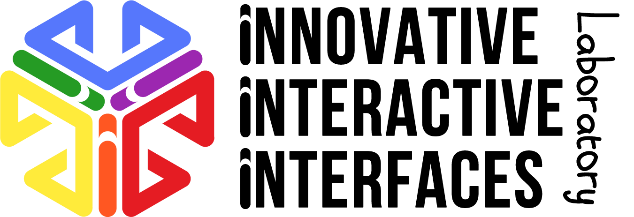 iNNOVATIVE
iNTERACTIVE
iNTERFACES
Laboratory